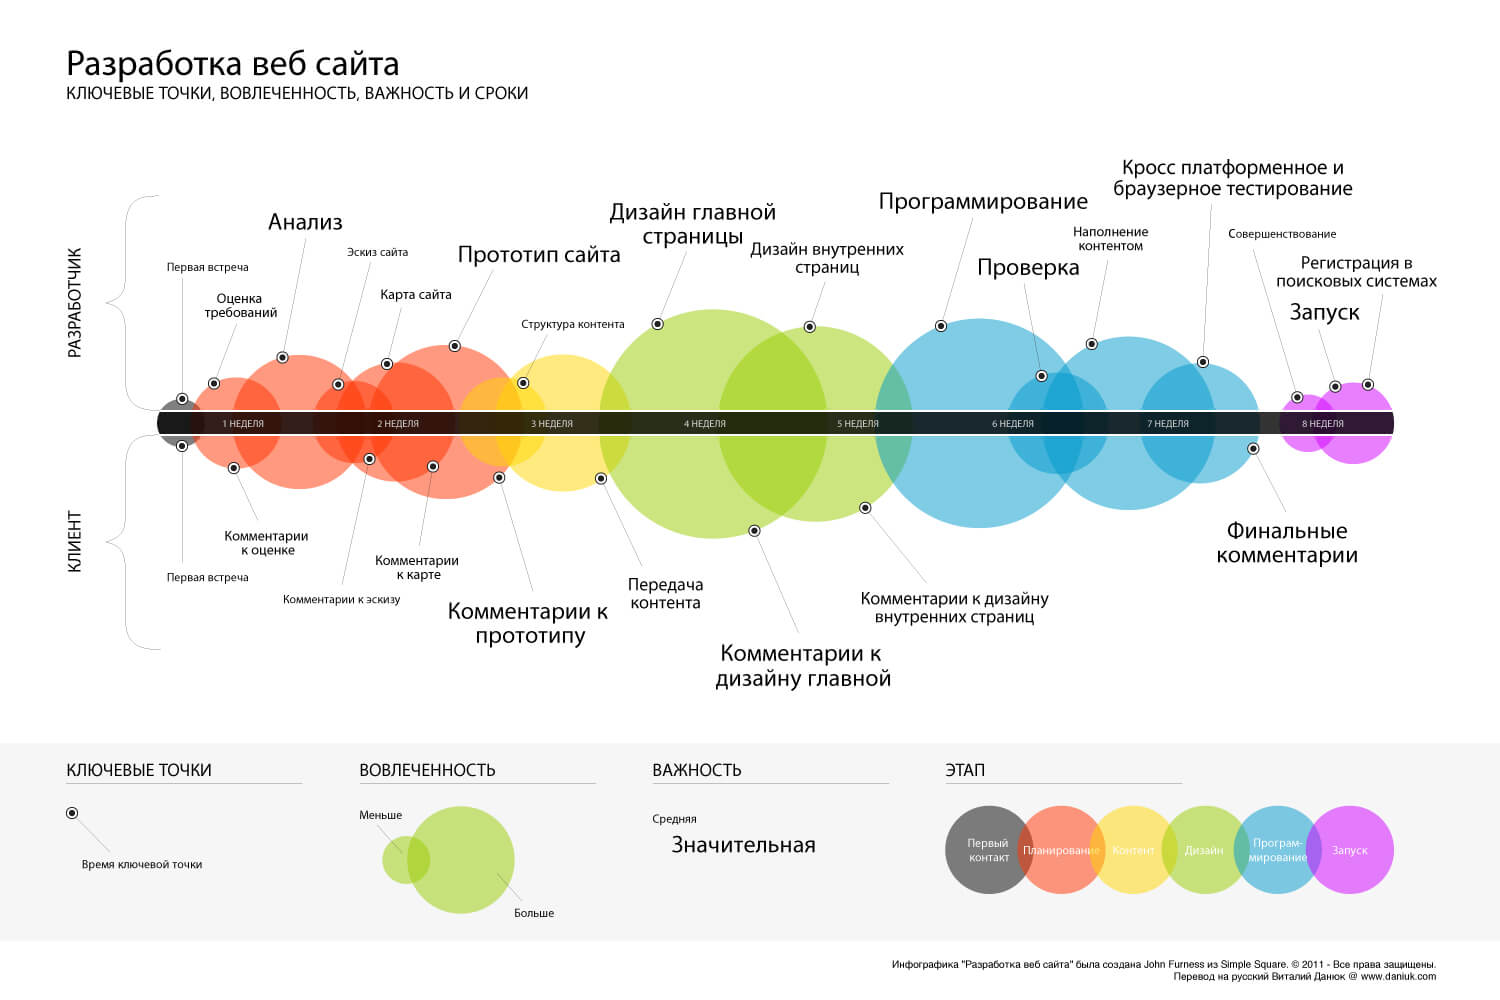 Разработка веб сайта
КЛЮЧЕВЫЕ ТОЧКИ, ВОВЛЕЧЕННОСТЬ, ВАЖНОСТЬ И СРОКИ
РАЗРАБОТЧИК
Первая встреча
Оценка
требований
Анализ
Эскиз сайта
Карта сайта
Прототип сайта
Структура контента
Дизайн главной
страницы
Дизайн внутренних
страниц
Программирование
Проверка
Наполнение
контентом
Кросс платформенное и
браузерное тестирование
Совершенствование
Запуск
Регистрация в
поисковых системах
1 НЕДЕЛЯ
2 НЕДЕЛЯ
3 НЕДЕЛЯ
4 НЕДЕЛЯ
5 НЕДЕЛЯ
6 НЕДЕЛЯ
7 НЕДЕЛЯ
8 НЕДЕЛЯ
КЛИЕНТ
Первая встреча
Комментарии
к оценке
Комментарии к эскизу
Комментарии
к карте
Комментарии к
прототипу
Передача
контента
Комментарии к
дизайну главной
Комментарии к дизайну
внутренних страниц
Финальные
комментарии
КЛЮЧЕВЫЕ ТОЧКИ
Время ключевой точки
ВОВЛЕЧЕННОСТЬ
Меньше
Больше
ВАЖНОСТЬ
Средняя
Значительная
ЭТАП
Первый
контакт
Планирование
Контент
Дизайн
Програм-
мирование
Запуск
Инфографика "Разработка веб сайта" была создана John Furness из Simple Square. © 2011 - Все права защищены.
Перевод на русский Виталий Данюк @ www.daniuk.com